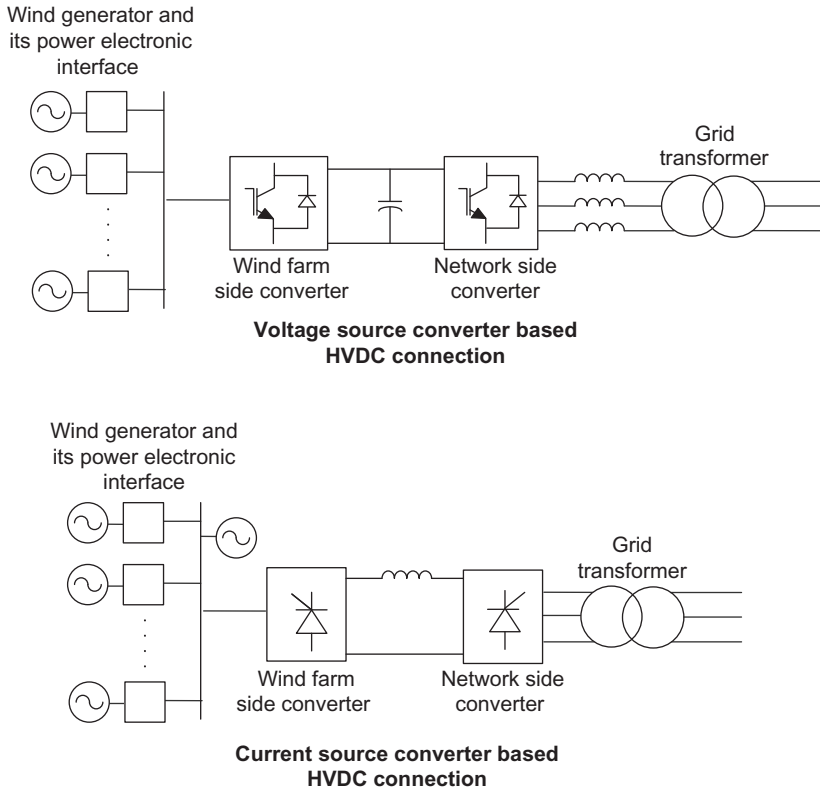 Wind generator and
its power electronic
interface
Grid
transformer
Wind farm
side converter
Network side
converter
Voltage source converter based
HVDC connection
Wind generator and
its power electronic
interface
Grid
transformer
Wind farm
side converter
Network side
converter
Current source converter based
HVDC connection